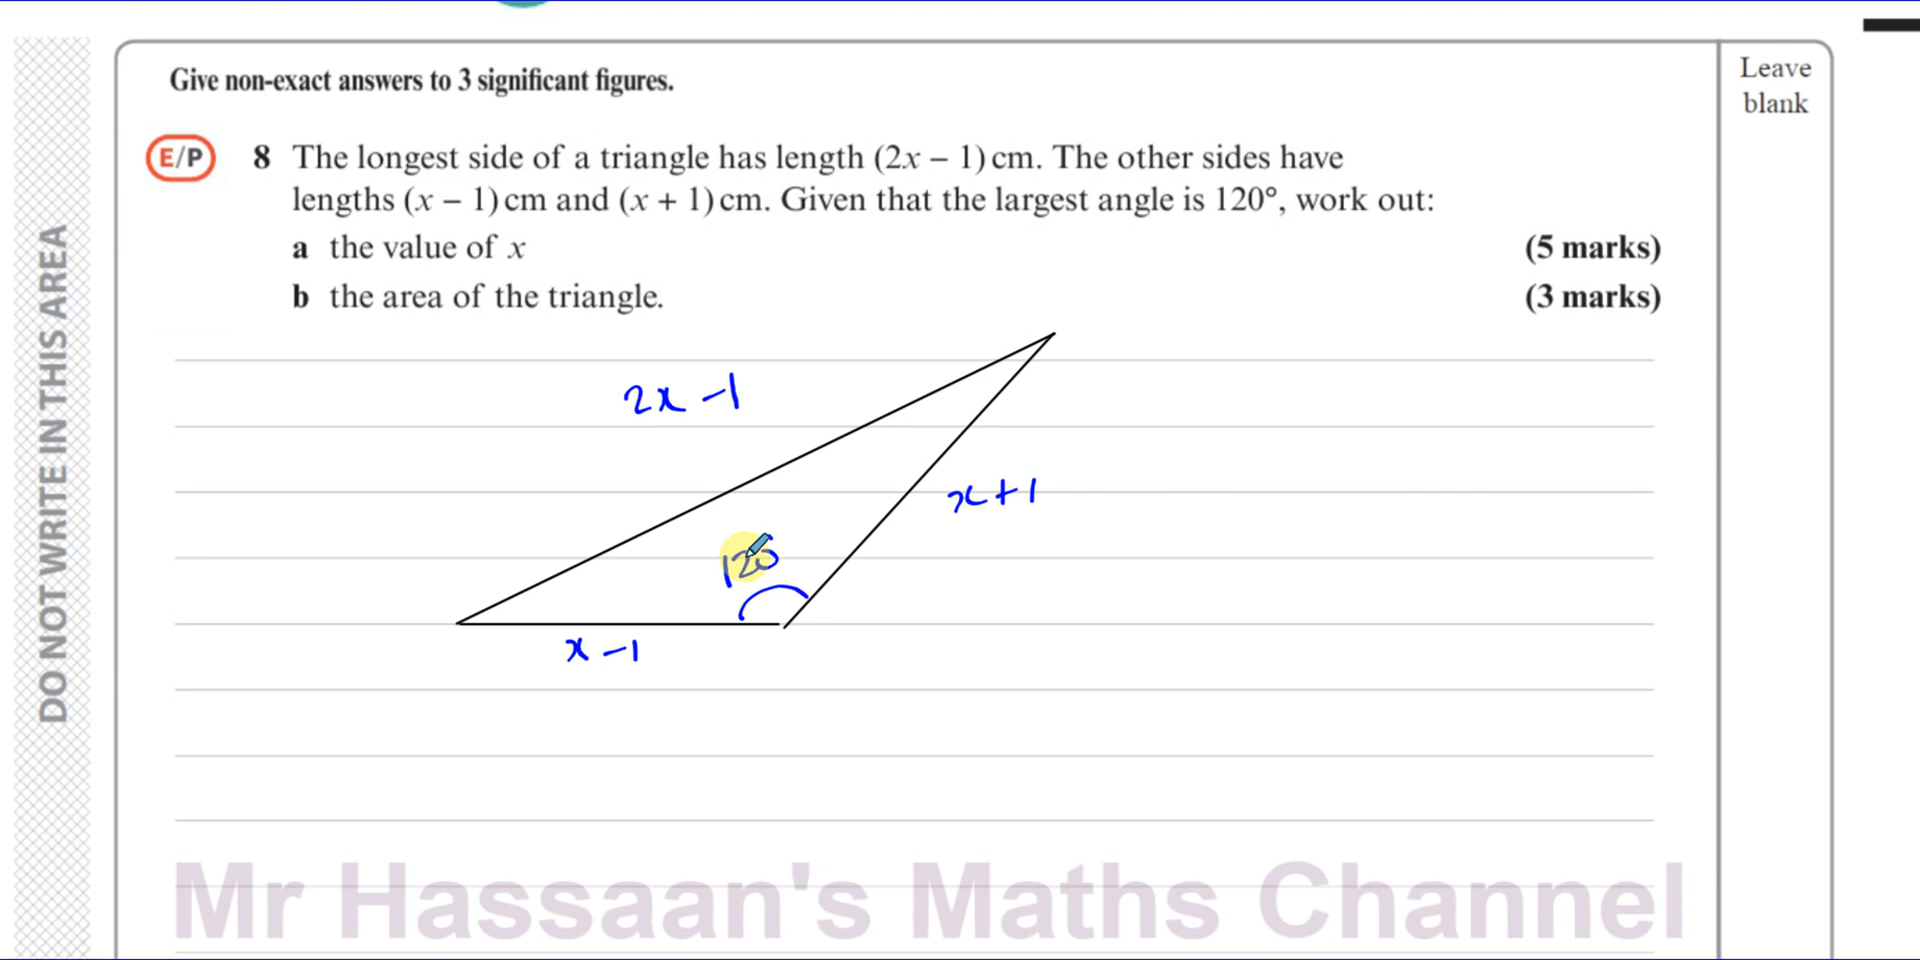 Give non-exact answers to 3 significant figures.
Leave
blank
E/P 8 The longest side of a triangle has length (2x − 1) cm. The other sides have
lengths (x − 1) cm and (x + 1) cm. Given that the largest angle is 120°, work out:
a the value of x (5 marks)
b the area of the triangle. (3 marks)
2x −1
x+1
120
x −1
DO NOT WRITE IN THIS AREA
Mr Hassaan's Maths Channel